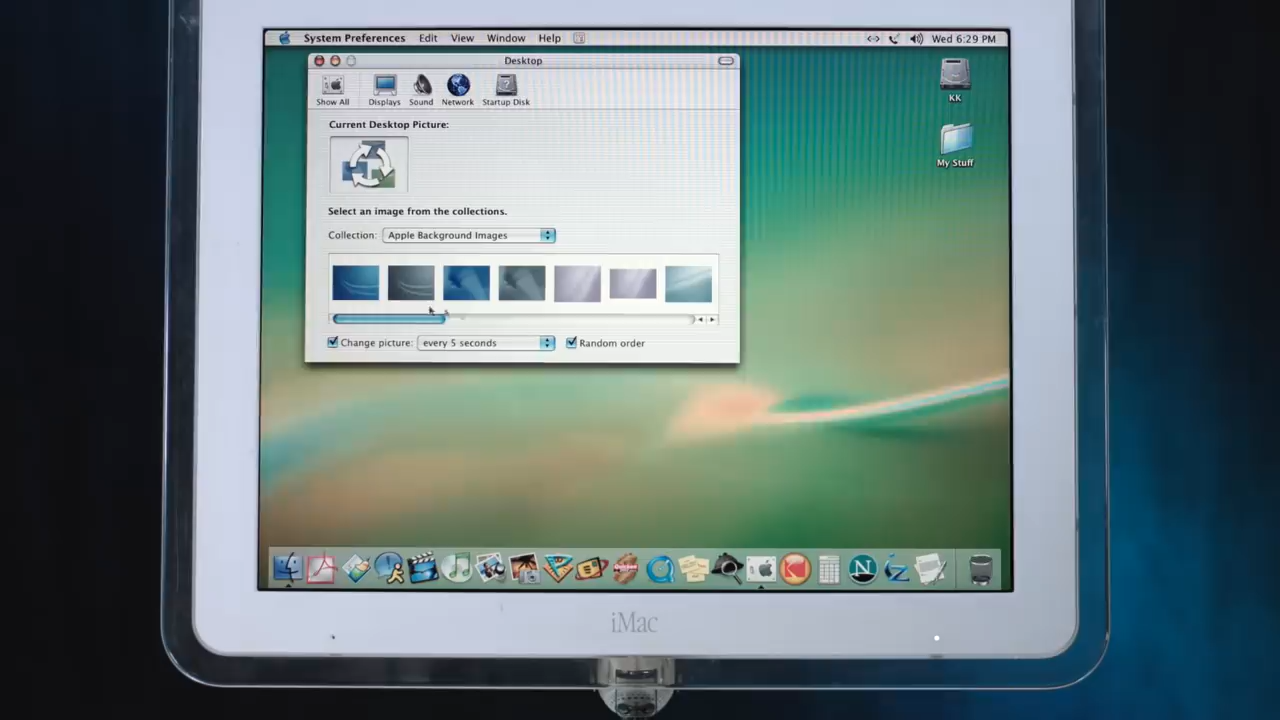 System Preferences Edit View Window Help Wed 6:29 PM
Desktop
Show All Displays Sound Network Startup Disk
KK
Current Desktop Picture:
My Stuff
Select an image from the collections.
Collection: Apple Background Images
Change picture: every 5 seconds Random order
N
iMac